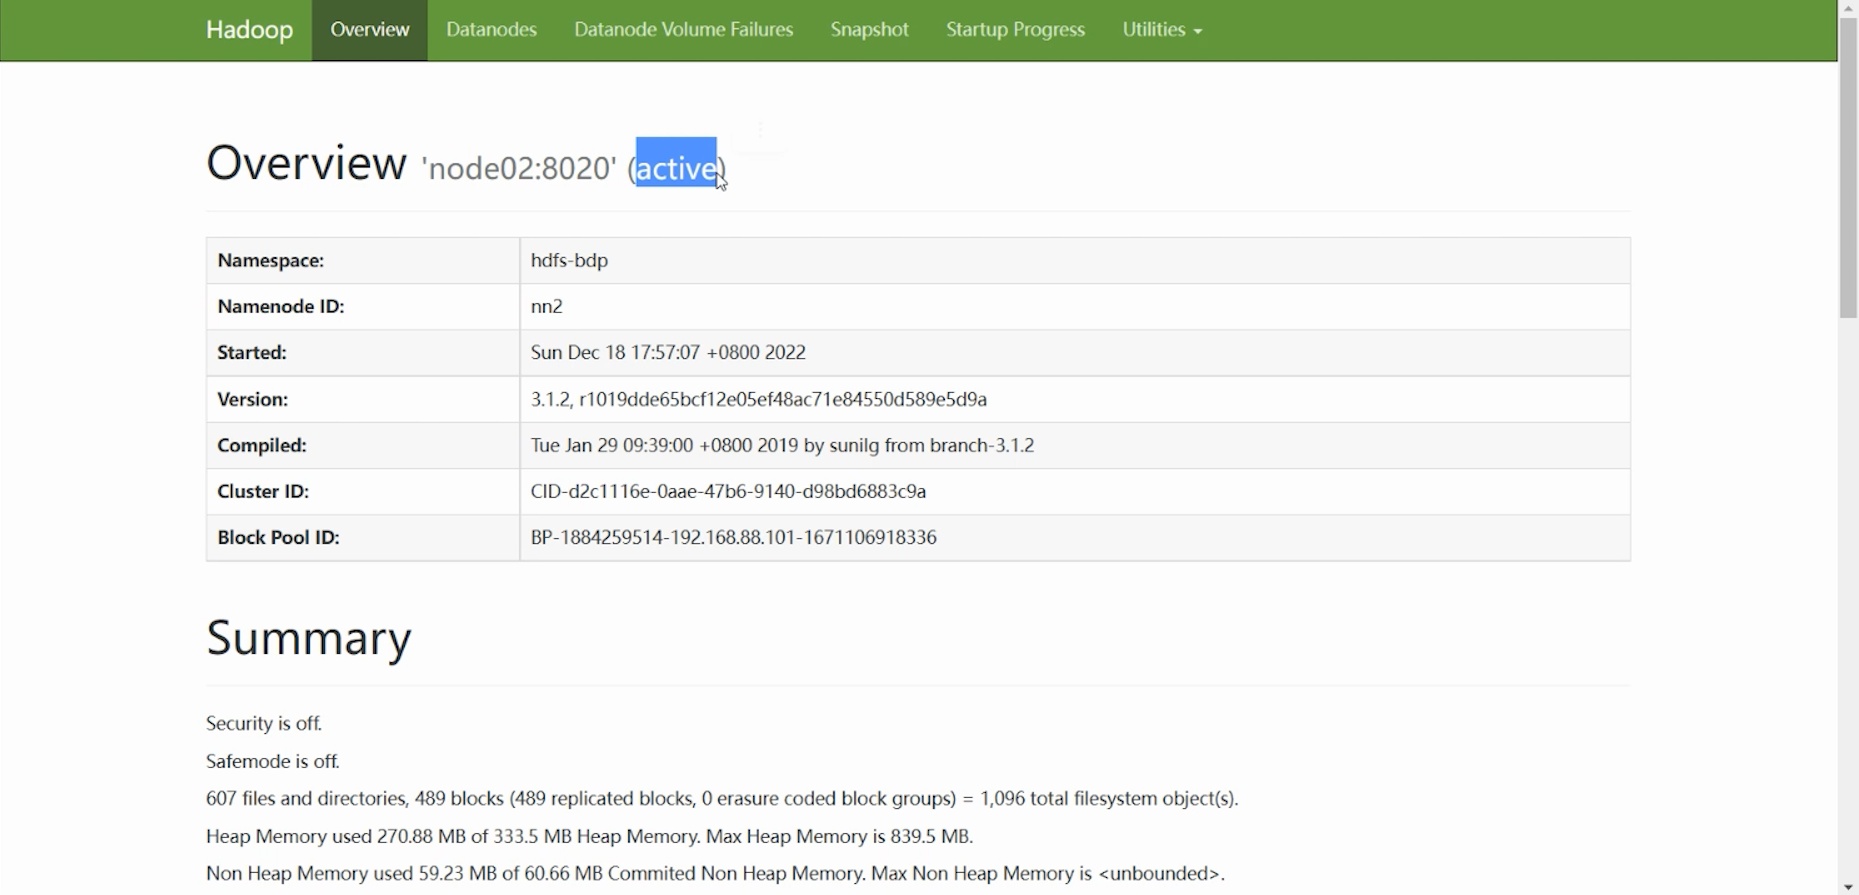 Hadoop Overview Datanodes Datanode Volume Failures Snapshot Startup Progress Utilities
Overview 'node02:8020' (active)
Namespace: hdfs-bdp
Namenode ID: nn2
Started: Sun Dec 18 17:57:07 +0800 2022
Version: 3.1.2, r1019dde65bcf12e05ef48ac71e84550d589e5d9a
Compiled: Tue Jan 29 09:39:00 +0800 2019 by sunilg from branch-3.1.2
Cluster ID: CID-d2c1116e-0aae-47b6-9140-d98bd6883c9a
Block Pool ID: BP-1884259514-192.168.88.101-1671106918336
Summary
Security is off.
Safemode is off.
607 files and directories, 489 blocks (489 replicated blocks, 0 erasure coded block groups) = 1,096 total filesystem object(s).
Heap Memory used 270.88 MB of 333.5 MB Heap Memory. Max Heap Memory is 839.5 MB.
Non Heap Memory used 59.23 MB of 60.66 MB Commited Non Heap Memory. Max Non Heap Memory is <unbounded>.